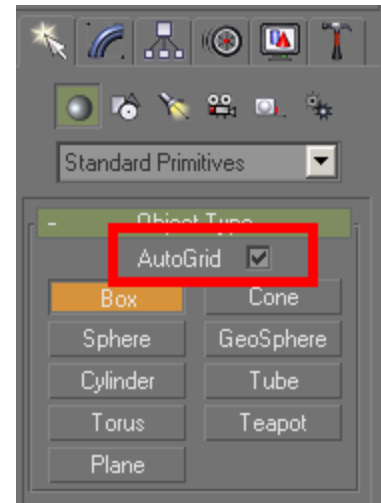 Standard Primitives
- Object Type
AutoGrid
Box Cone
Sphere GeoSphere
Cylinder Tube
Torus Teapot
Plane